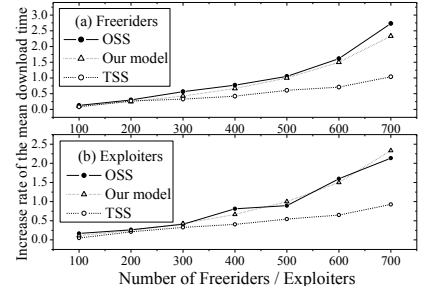 Increase rate of the mean download time
3.0
2.5
2.0
1.5
1.0
0.5
0.0
(a) Freeriders
OSS
Our model
TSS
100 200 300 400 500 600 700
2.5
2.0
1.5
1.0
0.5
0.0
(b) Exploiters
OSS
Our model
TSS
100 200 300 400 500 600 700
Number of Freeriders / Exploiters